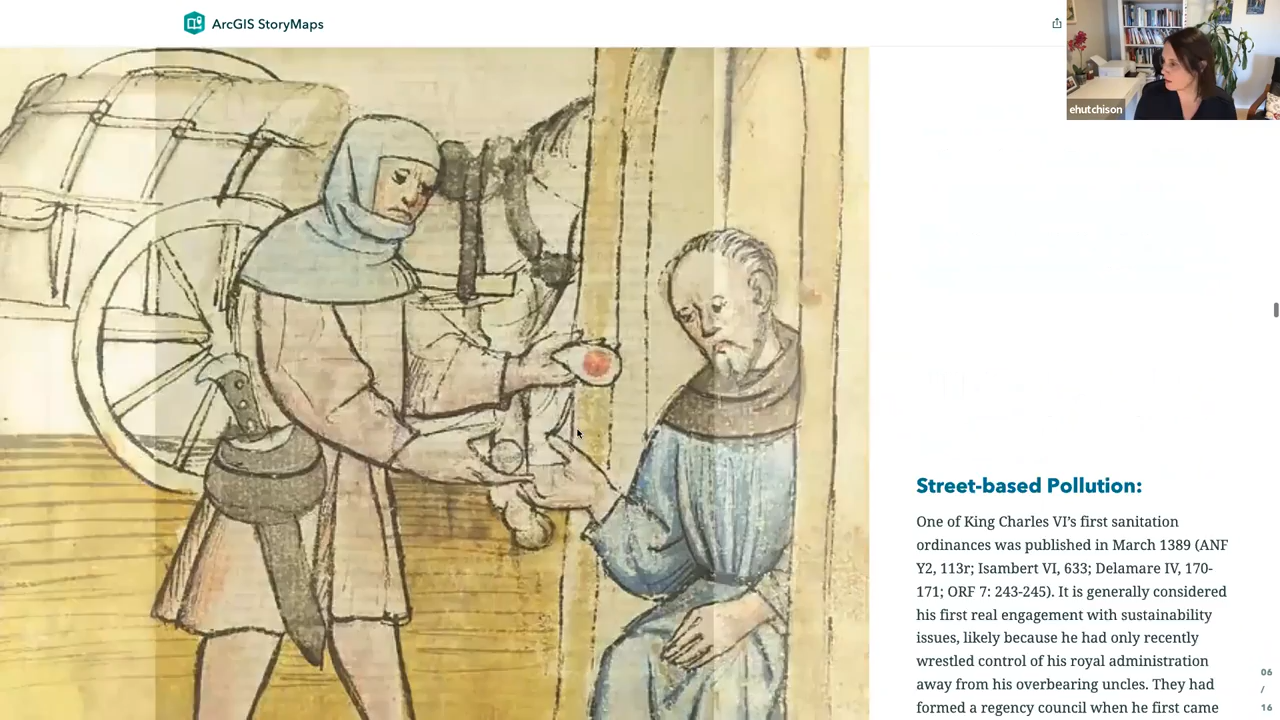 ArcGIS StoryMaps
ehutchison
Street-based Pollution:
One of King Charles VI’s first sanitation
ordinances was published in March 1389 (ANF
Y2, 113r; Isambert VI, 633; Delamare IV, 170-
171; ORF 7: 243-245). It is generally considered
his first real engagement with sustainability
issues, likely because he had only recently
wrestled control of his royal administration
away from his overbearing uncles. They had
formed a regency council when he first came
06
/
16